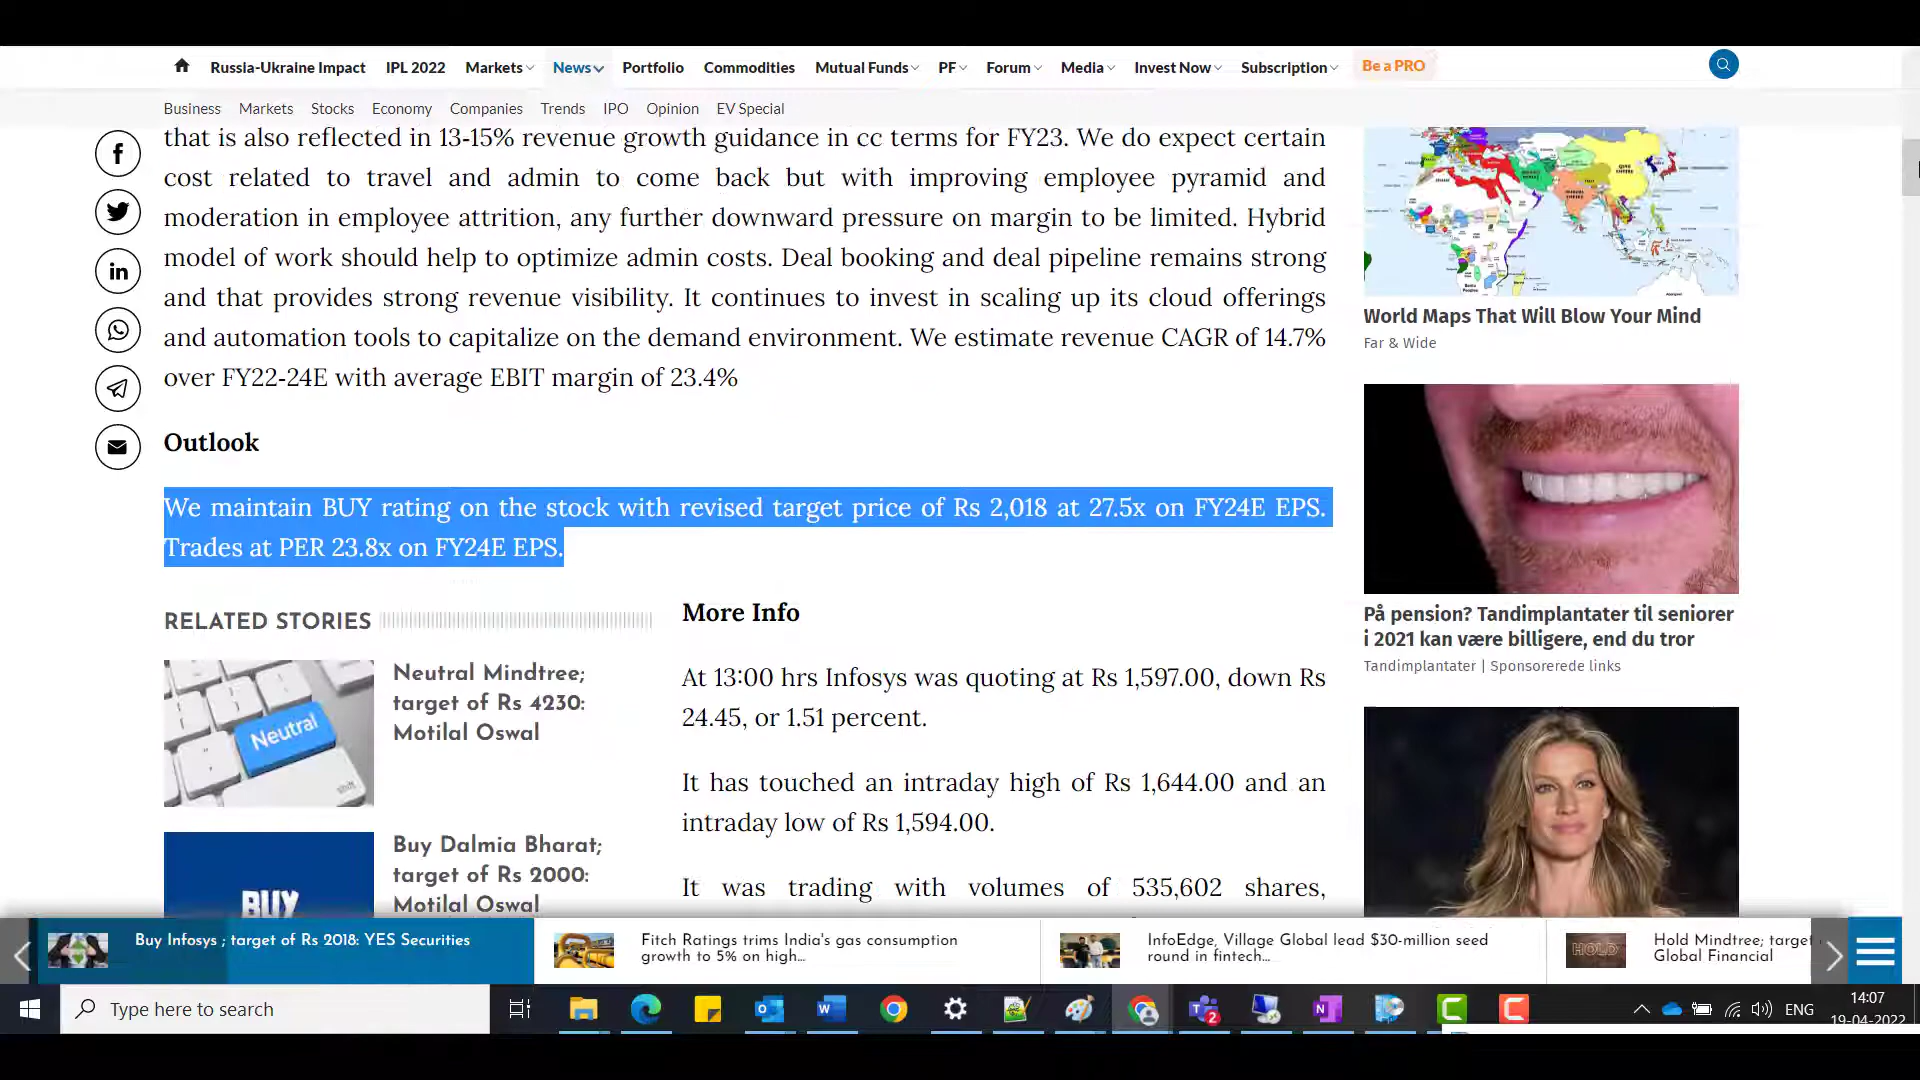 Russia-Ukraine Impact IPL 2022 Markets News Portfolio Commodities Mutual Funds PF Forum Media Invest Now Subscription Be a PRO
Business Markets Stocks Economy Companies Trends IPO Opinion EV Special
that is also reflected in 13-15% revenue growth guidance in cc terms for FY23. We do expect certain
cost related to travel and admin to come back but with improving employee pyramid and
moderation in employee attrition, any further downward pressure on margin to be limited. Hybrid
model of work should help to optimize admin costs. Deal booking and deal pipeline remains strong
and that provides strong revenue visibility. It continues to invest in scaling up its cloud offerings
and automation tools to capitalize on the demand environment. We estimate revenue CAGR of 14.7%
over FY22-24E with average EBIT margin of 23.4%
Outlook
We maintain BUY rating on the stock with revised target price of Rs 2,018 at 27.5x on FY24E EPS.
Trades at PER 23.8x on FY24E EPS.
RELATED STORIES
Neutral
shift
Neutral Mindtree;
target of Rs 4230:
Motilal Oswal
BUY
Buy Dalmia Bharat;
target of Rs 2000:
Motilal Oswal
More Info
At 13:00 hrs Infosys was quoting at Rs 1,597.00, down Rs
24.45, or 1.51 percent.
It has touched an intraday high of Rs 1,644.00 and an
intraday low of Rs 1,594.00.
It was trading with volumes of 535,602 shares,
World Maps That Will Blow Your Mind
Far & Wide
På pension? Tandimplantater til seniorer
i 2021 kan være billigere, end du tror
Tandimplantater | Sponsorerede links
Buy Infosys ; target of Rs 2018: YES Securities
Fitch Ratings trims India's gas consumption
growth to 5% on high...
InfoEdge, Village Global lead $30-million seed
round in fintech...
HOLD
Hold Mindtree; target
Global Financial
Type here to search
2
ENG
14:07
19-04-2022